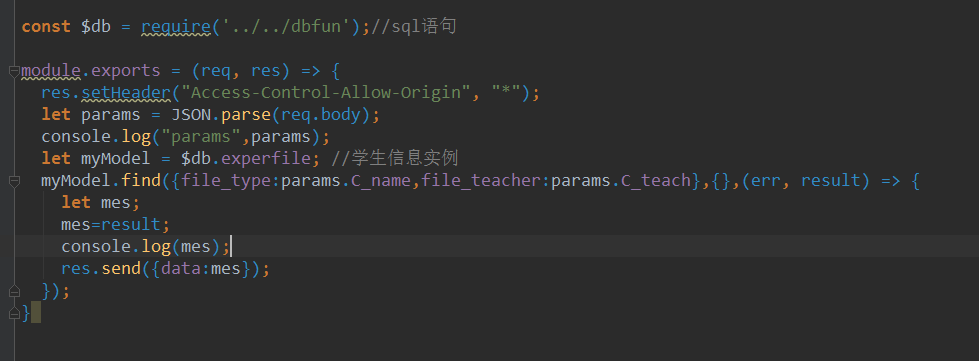 const $db = require('../../dbfun');//sql语句
module.exports = (req, res) => {
res.setHeader("Access-Control-Allow-Origin", "*");
let params = JSON.parse(req.body);
console.log("params",params);
let myModel = $db.experfile; //学生信息实例
myModel.find({file_type:params.C_name,file_teacher:params.C_teach},{},(err, result) => {
let mes;
mes=result;
console.log(mes);
res.send({data:mes});
});
}